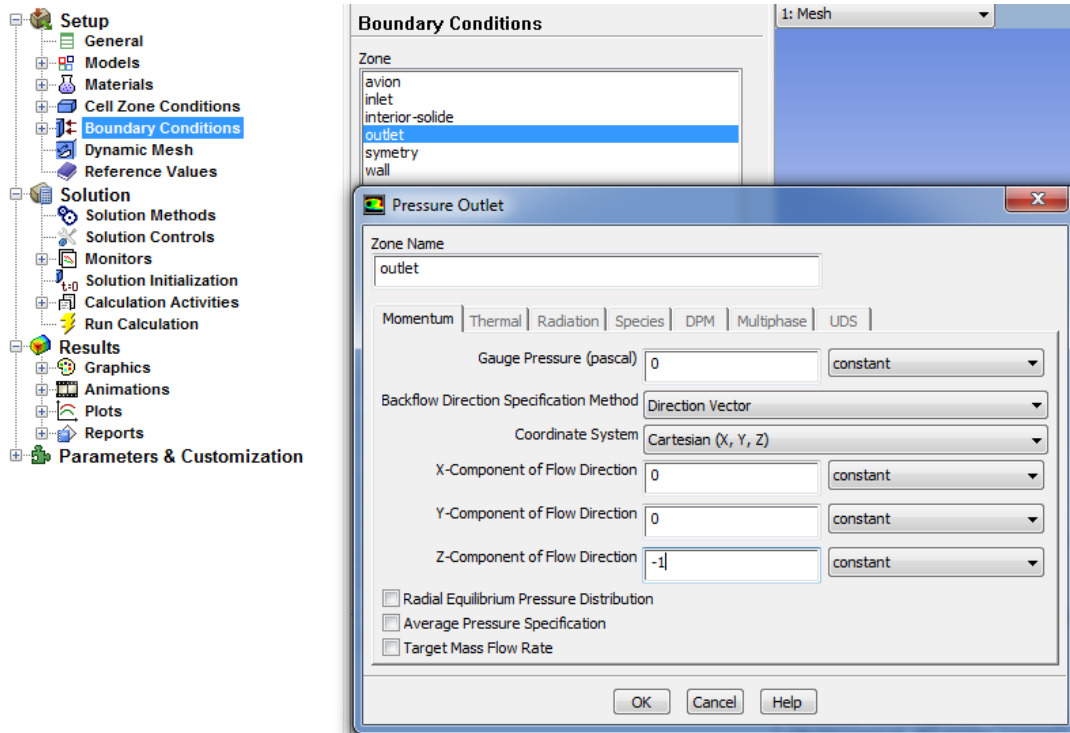 Setup
General
Models
Materials
Cell Zone Conditions
Boundary Conditions
Dynamic Mesh
Reference Values
Solution
Solution Methods
Solution Controls
Monitors
t=0 Solution Initialization
Calculation Activities
Run Calculation
Results
Graphics
Animations
Plots
Reports
Parameters & Customization
Boundary Conditions
Zone
avion
inlet
interior-solide
outlet
symetry
wall
1: Mesh
Pressure Outlet
Zone Name
outlet
Momentum Thermal Radiation Species DPM Multiphase UDS
Gauge Pressure (pascal) 0 constant
Backflow Direction Specification Method Direction Vector
Coordinate System Cartesian (X, Y, Z)
X-Component of Flow Direction 0 constant
Y-Component of Flow Direction 0 constant
Z-Component of Flow Direction -1 constant
Radial Equilibrium Pressure Distribution
Average Pressure Specification
Target Mass Flow Rate
OK Cancel Help